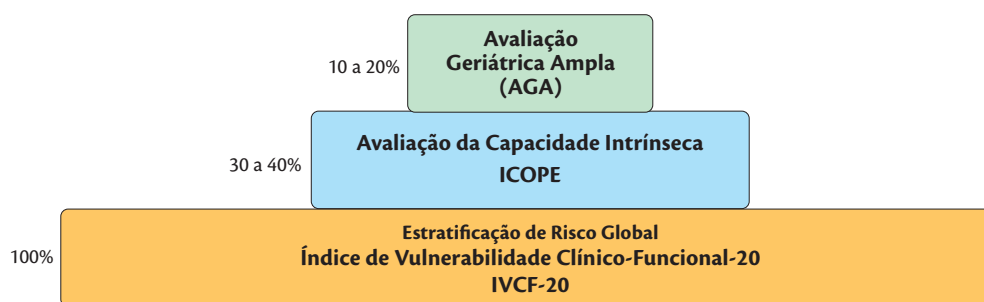 Avaliação
Geriátrica Ampla
(AGA)
10 a 20%
Avaliação da Capacidade Intrínseca
ICOPE
30 a 40%
Estratificação de Risco Global
Índice de Vulnerabilidade Clínico-Funcional-20
IVCF-20
100%